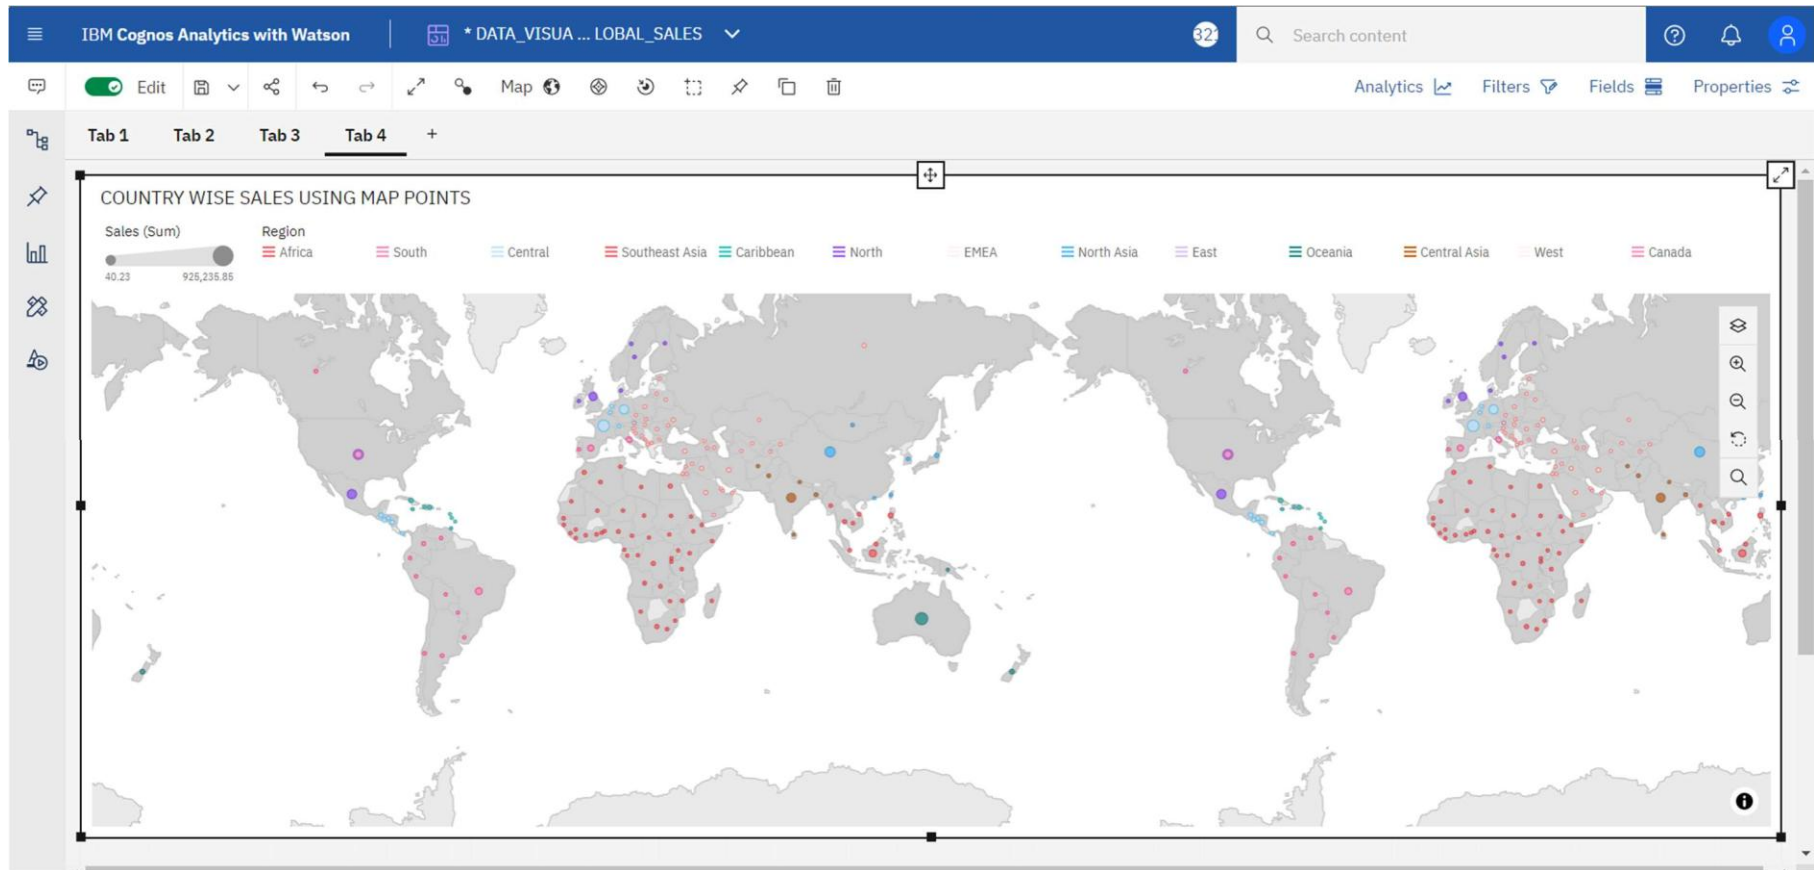 IBM Cognos Analytics with Watson
* DATA_VISUA ... LOBAL_SALES
Search content
Edit
Map
Analytics
Filters
Fields
Properties
Tab 1
Tab 2
Tab 3
Tab 4
+
COUNTRY WISE SALES USING MAP POINTS
Sales (Sum)
40.23
925,235.85
Region
Africa
South
Central
Southeast Asia
Caribbean
North
EMEA
North Asia
East
Oceania
Central Asia
West
Canada